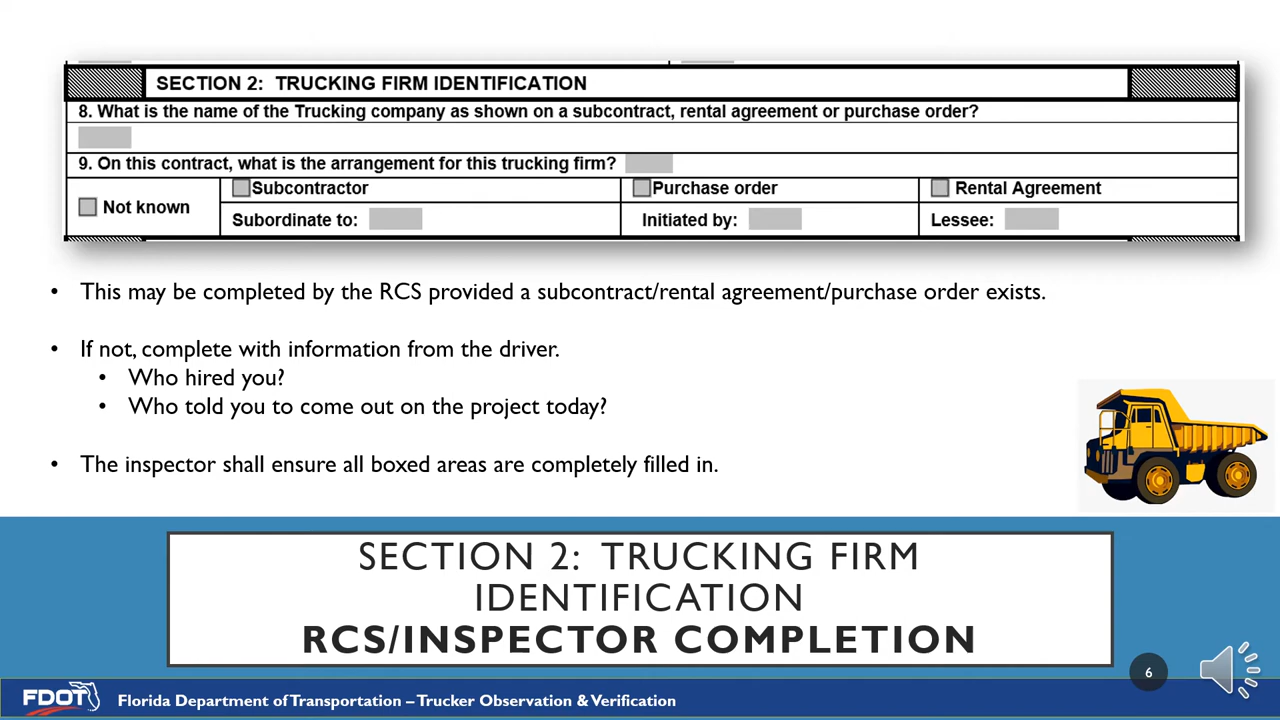 SECTION 2: TRUCKING FIRM IDENTIFICATION
8. What is the name of the Trucking company as shown on a subcontract, rental agreement or purchase order?
9. On this contract, what is the arrangement for this trucking firm?
Not known
Subcontractor
Purchase order
Rental Agreement
Subordinate to:
Initiated by:
Lessee:
• This may be completed by the RCS provided a subcontract/rental agreement/purchase order exists.
• If not, complete with information from the driver.
• Who hired you?
• Who told you to come out on the project today?
• The inspector shall ensure all boxed areas are completely filled in.
SECTION 2: TRUCKING FIRM
IDENTIFICATION
RCS/INSPECTOR COMPLETION
6
FDOT
Florida Department of Transportation – Trucker Observation & Verification